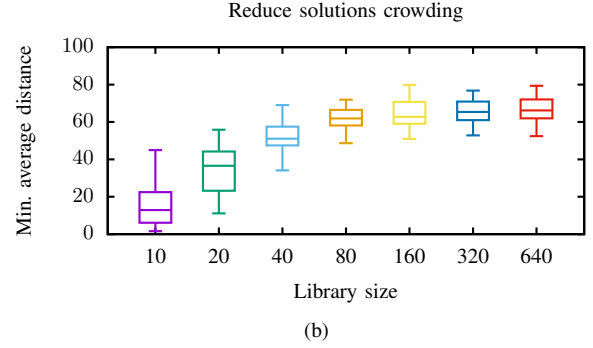 Reduce solutions crowding
Min. average distance
100
80
60
40
20
0
10 20 40 80 160 320 640
Library size
(b)